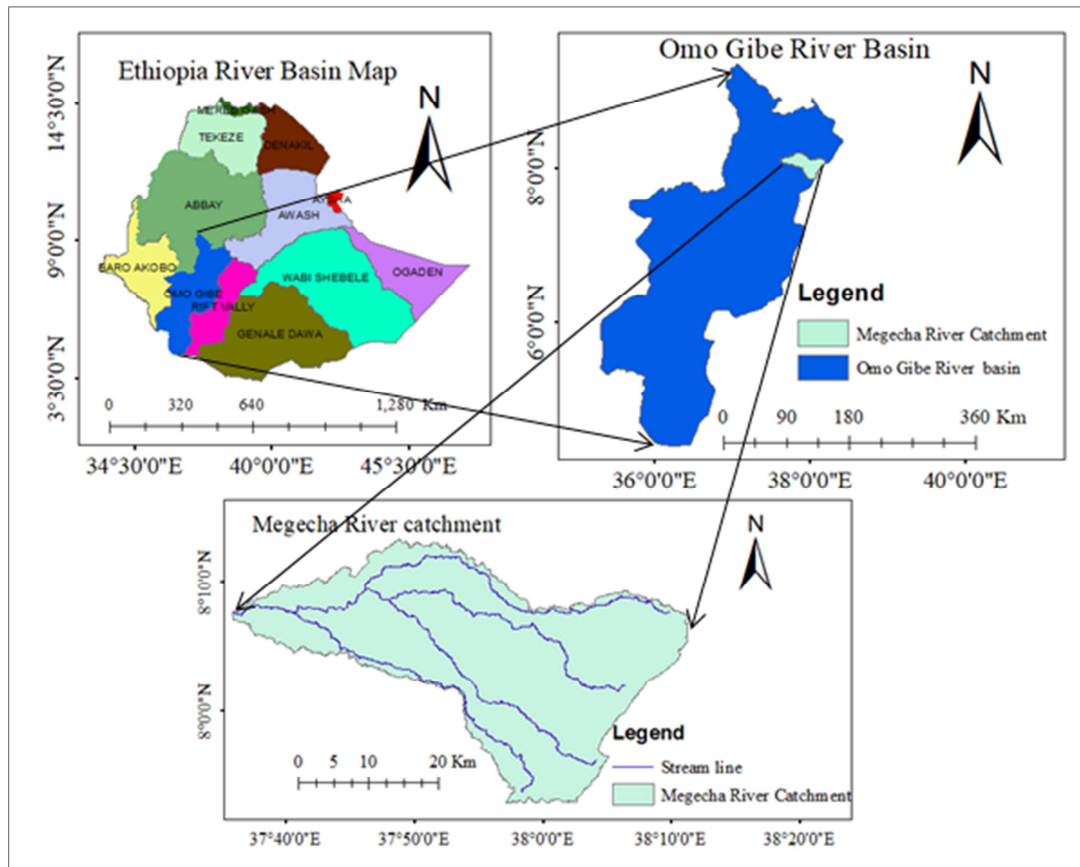 Ethiopia River Basin Map
N
14°30'0"N
9°0'0"N
3°30'0"N
MEREB GASH
TEKEZE
DENAKIL
ABBAY
AYSHA
AWASH
BARO AKOBO
OMO GIBE
RIFT VALLY
WABI SHEBELE
OGADEN
GENALE DAWA
0 320 640 1,280 Km
34°30'0"E 40°0'0"E 45°30'0"E
Omo Gibe River Basin
N
8°0'0"N
6°0'0"N
Legend
Megecha River Catchment
Omo Gibe River basin
0 90 180 360 Km
36°0'0"E 38°0'0"E 40°0'0"E
Megecha River catchment
N
8°10'0"N
8°0'0"N
Legend
Stream line
Megecha River Catchment
0 5 10 20 Km
37°40'0"E 37°50'0"E 38°0'0"E 38°10'0"E 38°20'0"E